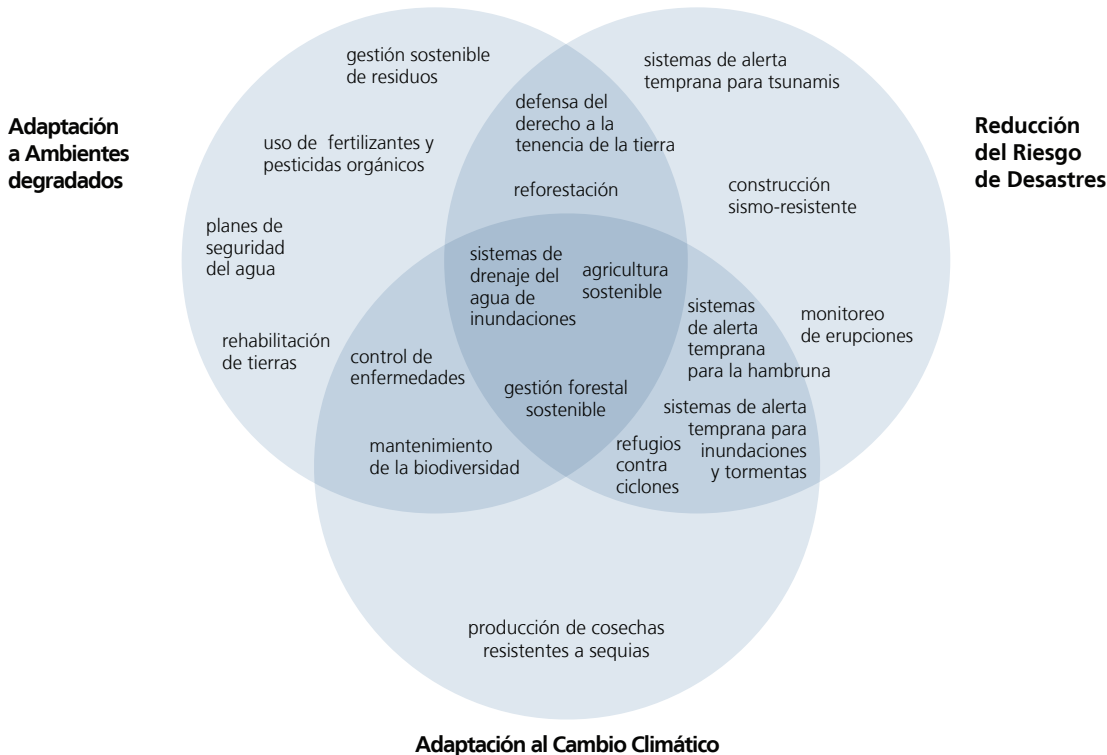 gestión sostenible
de residuos
sistemas de alerta
temprana para tsunamis
defensa del
derecho a la
tenencia de la tierra
Adaptación
a Ambientes
degradados
Reducción
del Riesgo
de Desastres
uso de fertilizantes y
pesticidas orgánicos
reforestación
construcción
sismo-resistente
planes de
seguridad
del agua
sistemas de
drenaje del
agua de
inundaciones
agricultura
sostenible
sistemas
de alerta
temprana
para la hambruna
monitoreo
de erupciones
rehabilitación
de tierras
control de
enfermedades
gestión forestal
sostenible
sistemas de alerta
temprana para
inundaciones
y tormentas
refugios
contra
ciclones
mantenimiento
de la biodiversidad
producción de cosechas
resistentes a sequias
Adaptación al Cambio Climático